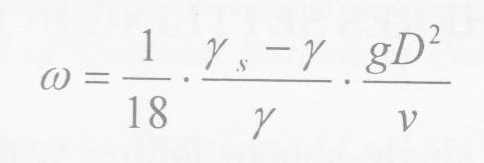 ω = 1/18 · (γ_s − γ)/γ · gD²/ν